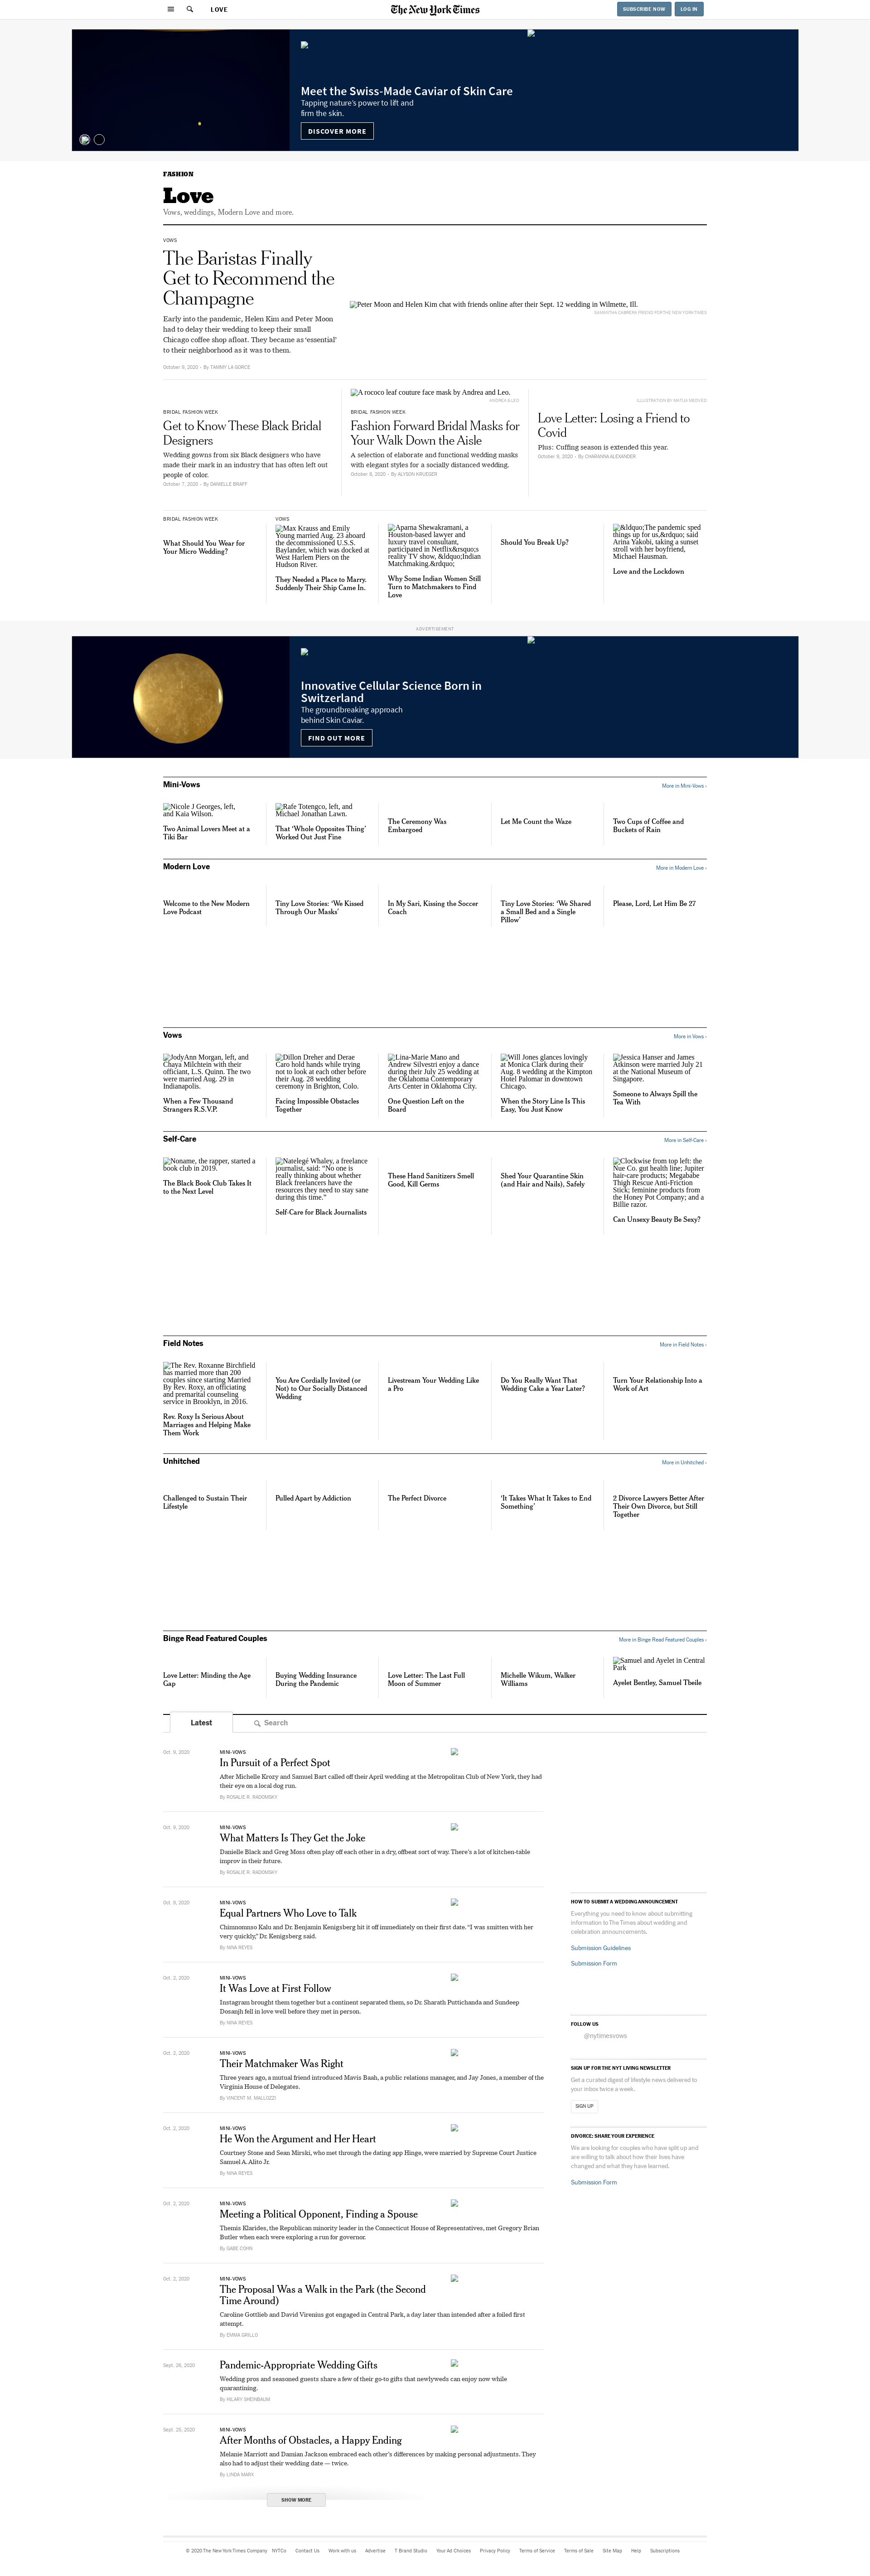 LOVE
The New York Times
SUBSCRIBE NOW
LOG IN
Meet the Swiss-Made Caviar of Skin Care
Tapping nature's power to lift and
firm the skin.
DISCOVER MORE
FASHION
Love
Vows, weddings, Modern Love and more.
VOWS
The Baristas Finally
Get to Recommend the
Champagne
Early into the pandemic, Helen Kim and Peter Moon
had to delay their wedding to keep their small
Chicago coffee shop afloat. They became as 'essential'
to their neighborhood as it was to them.
October 9, 2020 - By TAMMY LA GORCE
Peter Moon and Helen Kim chat with friends online after their Sept. 12 wedding in Wilmette, Ill.
SAMANTHA CABRERA FRIEND FOR THE NEW YORK TIMES
BRIDAL FASHION WEEK
Get to Know These Black Bridal
Designers
Wedding gowns from six Black designers who have
made their mark in an industry that has often left out
people of color.
October 7, 2020 - By DANIELLE BRAFF
A rococo leaf couture face mask by Andrea and Leo.
ANDREA & LEO
BRIDAL FASHION WEEK
Fashion Forward Bridal Masks for
Your Walk Down the Aisle
A selection of elaborate and functional wedding masks
with elegant styles for a socially distanced wedding.
October 8, 2020 - By ALYSON KRUEGER
ILLUSTRATION BY NATIJA MEDVED
Love Letter: Losing a Friend to
Covid
Plus: Cuffing season is extended this year.
October 9, 2020 - By CHARANNA ALEXANDER
BRIDAL FASHION WEEK
What Should You Wear for
Your Micro Wedding?
VOWS
Max Krauss and Emily
Young married Aug. 23 aboard
the decommissioned U.S.S.
Baylander, which was docked at
West Harlem Piers on the
Hudson River.
They Needed a Place to Marry.
Suddenly Their Ship Came In.
Aparna Shewakramani, a
Houston-based lawyer and
luxury travel consultant,
participated in Netflix&rsquo;s
reality TV show, &ldquo;Indian
Matchmaking.&rdquo;
Why Some Indian Women Still
Turn to Matchmakers to Find
Love
Should You Break Up?
&ldquo;The pandemic sped
things up for us,&rdquo; said
Arina Yakobi, taking a sunset
stroll with her boyfriend,
Michael Hausman.
Love and the Lockdown
ADVERTISEMENT
Innovative Cellular Science Born in
Switzerland
The groundbreaking approach
behind Skin Caviar.
FIND OUT MORE
Mini-Vows
More in Mini-Vows ›
Nicole J Georges, left,
and Kaia Wilson.
Two Animal Lovers Meet at a
Tiki Bar
Rafe Totengco, left, and
Michael Jonathan Lawn.
That 'Whole Opposites Thing'
Worked Out Just Fine
The Ceremony Was
Embargoed
Let Me Count the Waze
Two Cups of Coffee and
Buckets of Rain
Modern Love
More in Modern Love ›
Welcome to the New Modern
Love Podcast
Tiny Love Stories: 'We Kissed
Through Our Masks'
In My Sari, Kissing the Soccer
Coach
Tiny Love Stories: 'We Shared
a Small Bed and a Single
Pillow'
Please, Lord, Let Him Be 27
Vows
More in Vows ›
JodyAnn Morgan, left, and
Chaya Milchtein with their
officiant, L.S. Quinn. The two
were married Aug. 29 in
Indianapolis.
When a Few Thousand
Strangers R.S.V.P.
Dillon Dreher and Derae
Caro hold hands while trying
not to look at each other before
their Aug. 28 wedding
ceremony in Brighton, Colo.
Facing Impossible Obstacles
Together
Lina-Marie Mano and
Andrew Silvestri enjoy a dance
during their July 25 wedding at
the Oklahoma Contemporary
Arts Center in Oklahoma City.
One Question Left on the
Board
Will Jones glances lovingly
at Monica Clark during their
Aug. 8 wedding at the Kimpton
Hotel Palomar in downtown
Chicago.
When the Story Line Is This
Easy, You Just Know
Jessica Hanser and James
Atkinson were married July 21
at the National Museum of
Singapore.
Someone to Always Spill the
Tea With
Self-Care
More in Self-Care ›
Noname, the rapper, started a
book club in 2019.
The Black Book Club Takes It
to the Next Level
Natelegé Whaley, a freelance
journalist, said: “No one is
really thinking about whether
Black freelancers have the
resources they need to stay sane
during this time.”
Self-Care for Black Journalists
These Hand Sanitizers Smell
Good, Kill Germs
Shed Your Quarantine Skin
(and Hair and Nails), Safely
Clockwise from top left: the
Nue Co. gut health line; Jupiter
hair-care products; Megababe
Thigh Rescue Anti-Friction
Stick; feminine products from
the Honey Pot Company; and a
Billie razor.
Can Unsexy Beauty Be Sexy?
Field Notes
More in Field Notes ›
The Rev. Roxanne Birchfield
has married more than 200
couples since starting Married
By Rev. Roxy, an officiating
and premarital counseling
service in Brooklyn, in 2016.
Rev. Roxy Is Serious About
Marriages and Helping Make
Them Work
You Are Cordially Invited (or
Not) to Our Socially Distanced
Wedding
Livestream Your Wedding Like
a Pro
Do You Really Want That
Wedding Cake a Year Later?
Turn Your Relationship Into a
Work of Art
Unhitched
More in Unhitched ›
Challenged to Sustain Their
Lifestyle
Pulled Apart by Addiction
The Perfect Divorce
'It Takes What It Takes to End
Something'
2 Divorce Lawyers Better After
Their Own Divorce, but Still
Together
Binge Read Featured Couples
More in Binge Read Featured Couples ›
Love Letter: Minding the Age
Gap
Buying Wedding Insurance
During the Pandemic
Love Letter: The Last Full
Moon of Summer
Michelle Wikum, Walker
Williams
Samuel and Ayelet in Central
Park
Ayelet Bentley, Samuel Tbeile
Latest
Search
Oct. 9, 2020
MINI-VOWS
In Pursuit of a Perfect Spot
After Michelle Krozy and Samuel Bart called off their April wedding at the Metropolitan Club of New York, they had
their eye on a local dog run.
By ROSALIE R. RADOMSKY
Oct. 9, 2020
MINI-VOWS
What Matters Is They Get the Joke
Danielle Black and Greg Moss often play off each other in a dry, offbeat sort of way. There's a lot of kitchen-table
improv in their future.
By ROSALIE R. RADOMSKY
Oct. 9, 2020
MINI-VOWS
Equal Partners Who Love to Talk
Chimnomnso Kalu and Dr. Benjamin Kenigsberg hit it off immediately on their first date. “I was smitten with her
very quickly,” Dr. Kenigsberg said.
By NINA REYES
Oct. 2, 2020
MINI-VOWS
It Was Love at First Follow
Instagram brought them together but a continent separated them, so Dr. Sharath Puttichanda and Sundeep
Dosanjh fell in love well before they met in person.
By NINA REYES
Oct. 2, 2020
MINI-VOWS
Their Matchmaker Was Right
Three years ago, a mutual friend introduced Mavis Baah, a public relations manager, and Jay Jones, a member of the
Virginia House of Delegates.
By VINCENT M. MALLOZZI
Oct. 2, 2020
MINI-VOWS
He Won the Argument and Her Heart
Courtney Stone and Sean Mirski, who met through the dating app Hinge, were married by Supreme Court Justice
Samuel A. Alito Jr.
By NINA REYES
Oct. 2, 2020
MINI-VOWS
Meeting a Political Opponent, Finding a Spouse
Themis Klarides, the Republican minority leader in the Connecticut House of Representatives, met Gregory Brian
Butler when each were exploring a run for governor.
By GABE COHN
Oct. 2, 2020
MINI-VOWS
The Proposal Was a Walk in the Park (the Second
Time Around)
Caroline Gottlieb and David Virenius got engaged in Central Park, a day later than intended after a foiled first
attempt.
By EMMA GRILLO
Sept. 26, 2020
Pandemic-Appropriate Wedding Gifts
Wedding pros and seasoned guests share a few of their go-to gifts that newlyweds can enjoy now while
quarantining.
By HILARY SHEINBAUM
Sept. 25, 2020
MINI-VOWS
After Months of Obstacles, a Happy Ending
Melanie Marriott and Damian Jackson embraced each other's differences by making personal adjustments. They
also had to adjust their wedding date — twice.
By LINDA MARX
SHOW MORE
HOW TO SUBMIT A WEDDING ANNOUNCEMENT
Everything you need to know about submitting
information to The Times about wedding and
celebration announcements.
Submission Guidelines
Submission Form
FOLLOW US
@nytimesvows
SIGN UP FOR THE NYT LIVING NEWSLETTER
Get a curated digest of lifestyle news delivered to
your inbox twice a week.
SIGN UP
DIVORCE: SHARE YOUR EXPERIENCE
We are looking for couples who have split up and
are willing to talk about how their lives have
changed and what they have learned.
Submission Form
© 2020 The New York Times Company NYTCo Contact Us Work with us Advertise T Brand Studio Your Ad Choices Privacy Policy Terms of Service Terms of Sale Site Map Help Subscriptions